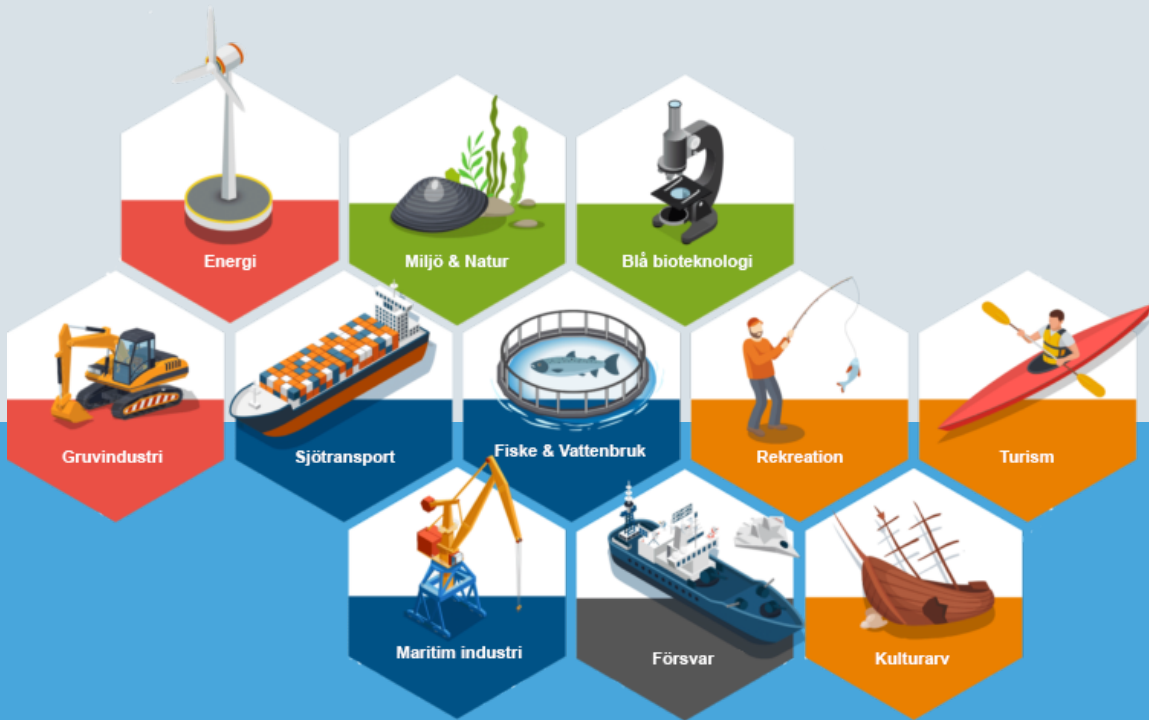 Energi
Miljö & Natur
Blå bioteknologi
Gruvindustri
Sjötransport
Fiske & Vattenbruk
Rekreation
Turism
Maritim industri
Försvar
Kulturarv